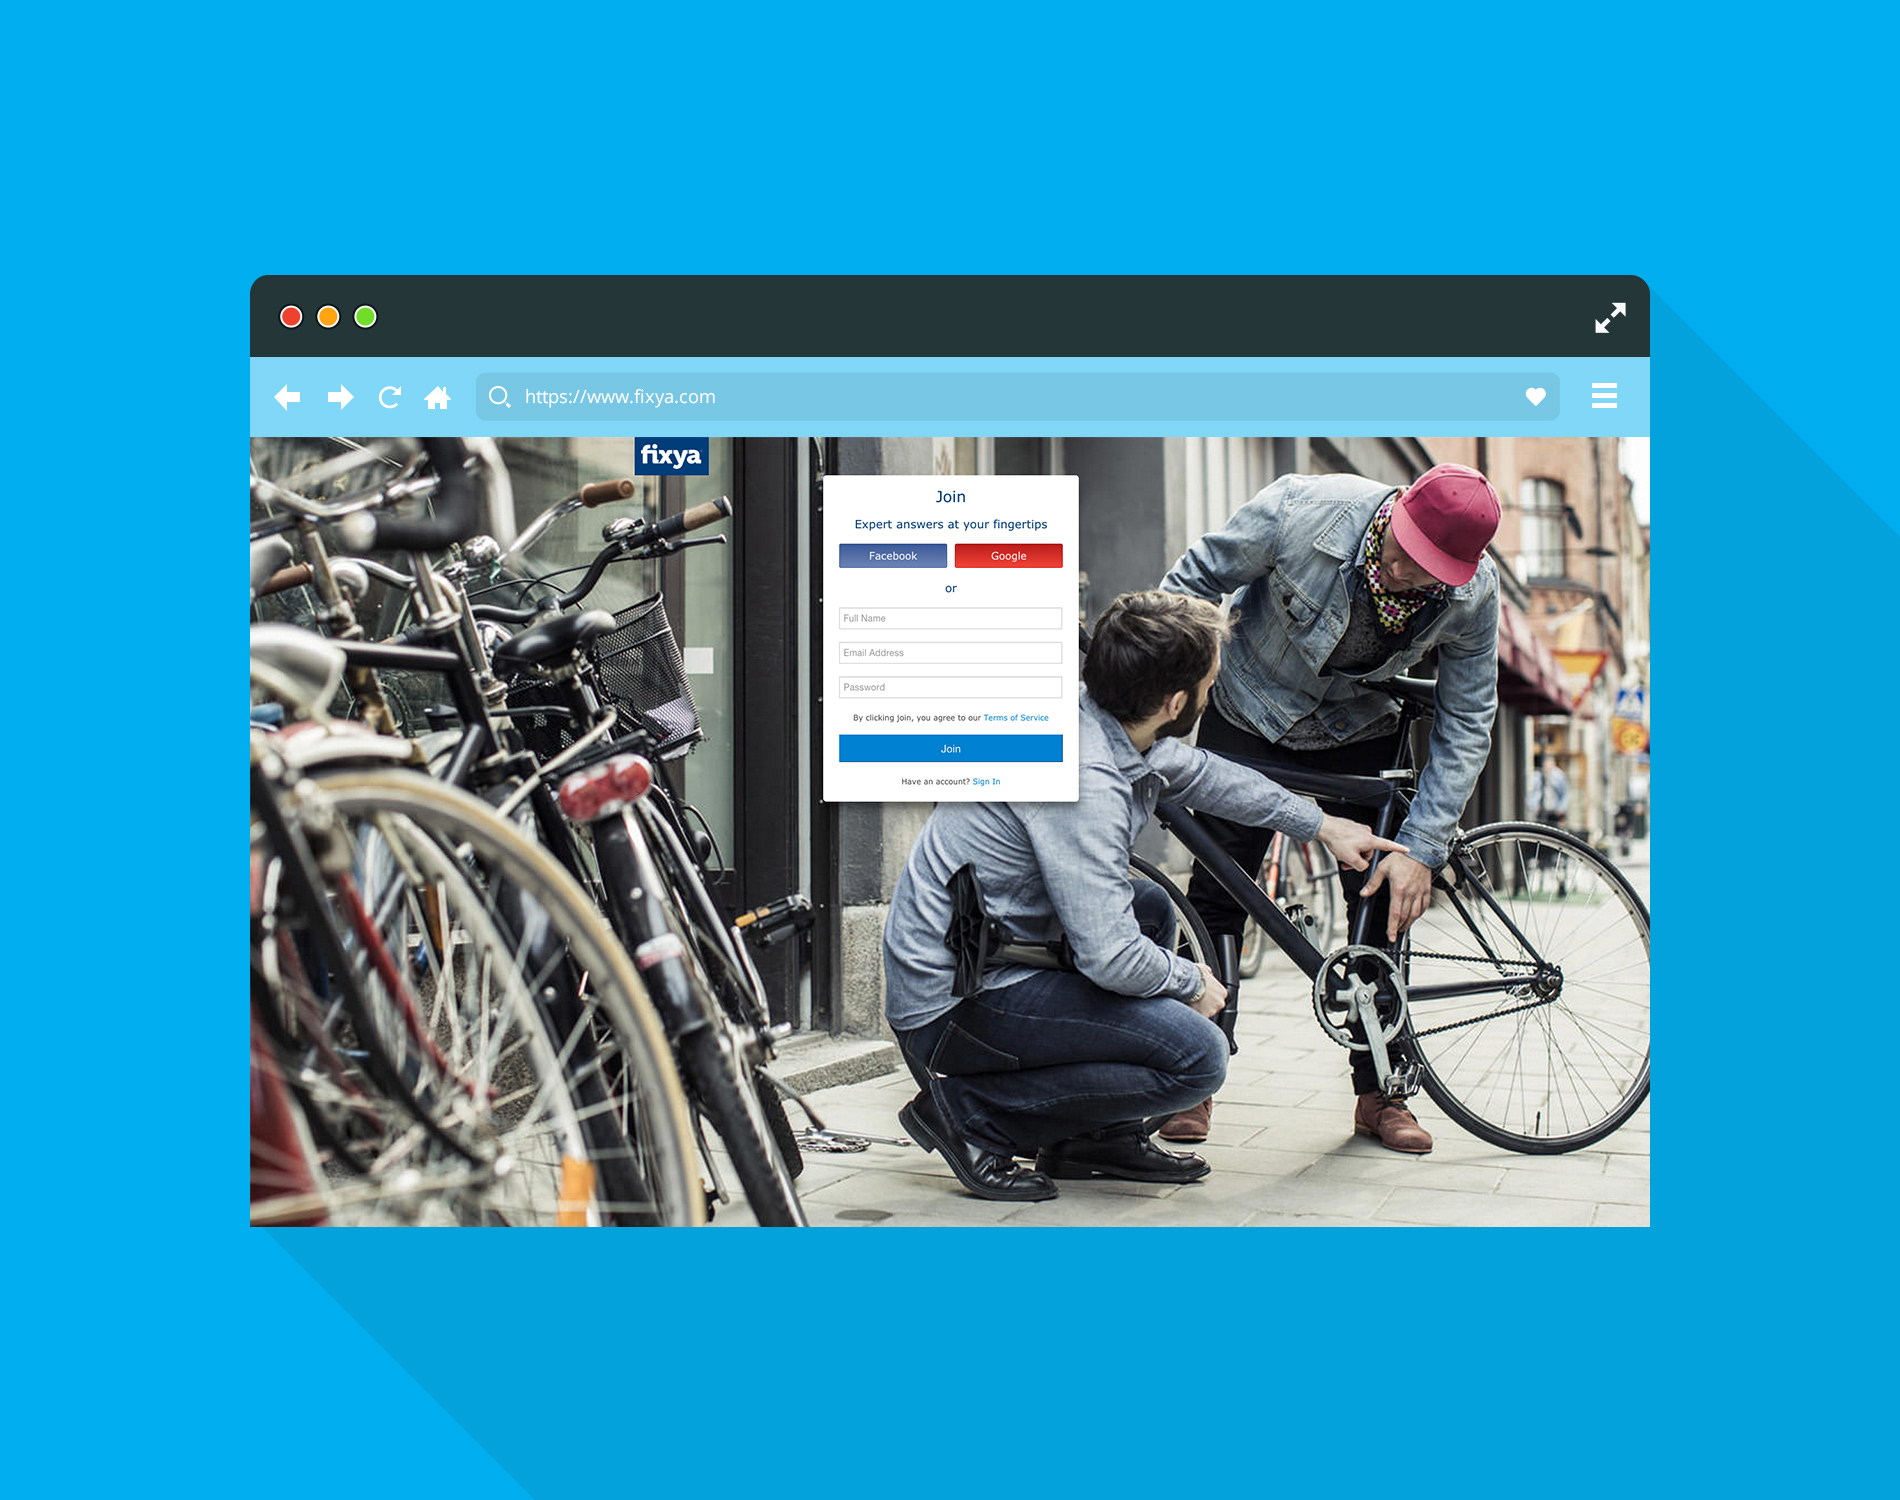 https://www.fixya.com
fixya
Join
Expert answers at your fingertips
Facebook Google
or
Full Name
Email Address
Password
By clicking join, you agree to our Terms of Service
Join
Have an account? Sign In